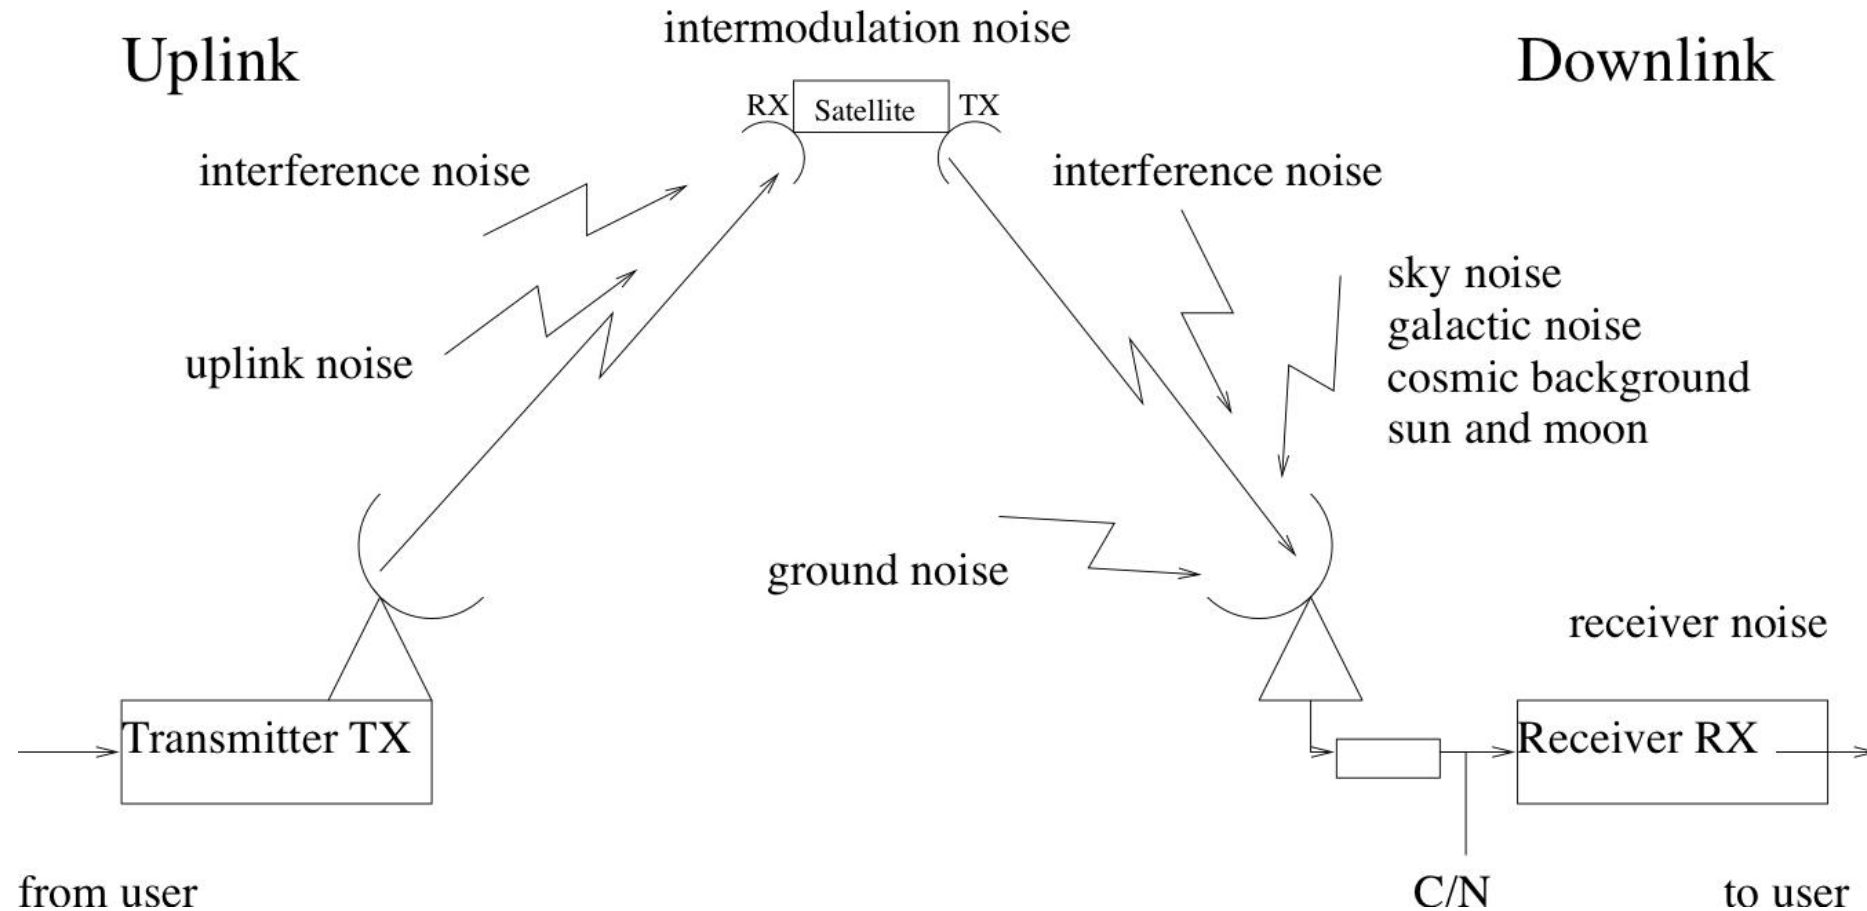 intermodulation noise
Uplink
Downlink
RX
Satellite
TX
interference noise
interference noise
sky noise
galactic noise
cosmic background
sun and moon
uplink noise
ground noise
receiver noise
Transmitter TX
Receiver RX
from user
C/N
to user